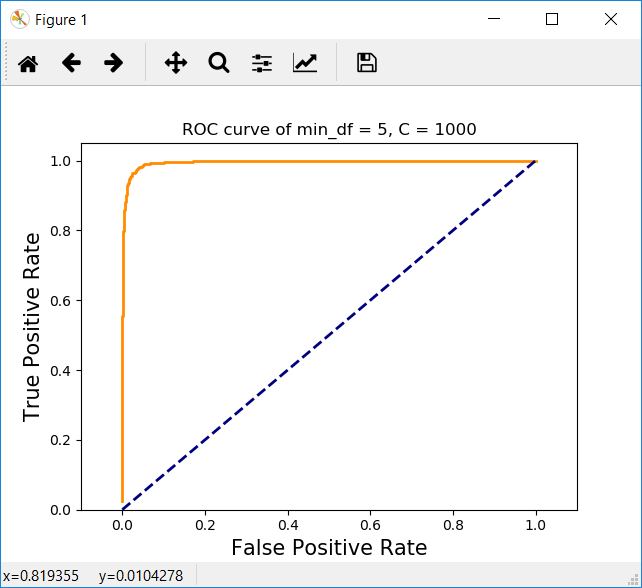 Figure 1
ROC curve of min_df = 5, C = 1000
True Positive Rate
1.0
0.8
0.6
0.4
0.2
0.0
0.0 0.2 0.4 0.6 0.8 1.0
False Positive Rate
x=0.819355 y=0.0104278